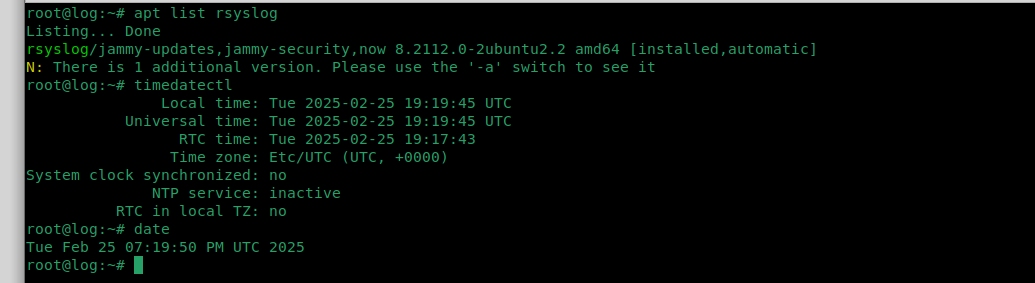 root@log:~# apt list rsyslog
Listing... Done
rsyslog/jammy-updates,jammy-security,now 8.2112.0-2ubuntu2.2 amd64 [installed,automatic]
N: There is 1 additional version. Please use the '-a' switch to see it
root@log:~# timedatectl
               Local time: Tue 2025-02-25 19:19:45 UTC
           Universal time: Tue 2025-02-25 19:19:45 UTC
                 RTC time: Tue 2025-02-25 19:17:43
                Time zone: Etc/UTC (UTC, +0000)
System clock synchronized: no
              NTP service: inactive
          RTC in local TZ: no
root@log:~# date
Tue Feb 25 07:19:50 PM UTC 2025
root@log:~#